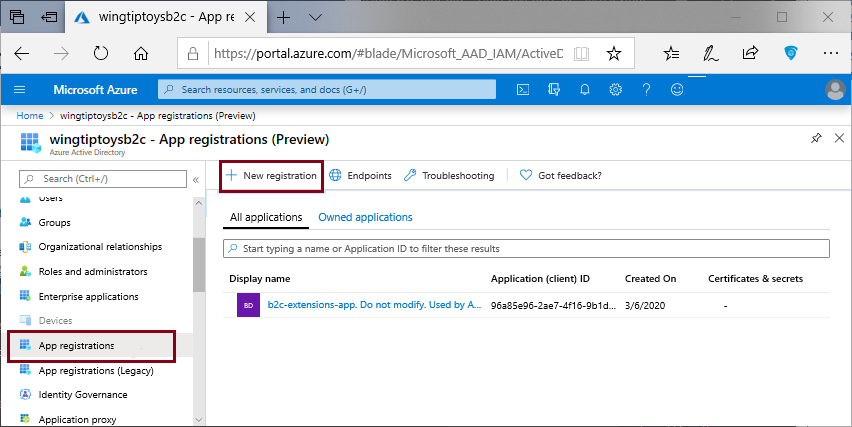 wingtiptoysb2c - App re
https://portal.azure.com/#blade/Microsoft_AAD_IAM/ActiveD
Microsoft Azure
Search resources, services, and docs (G+/)
Home > wingtiptoysb2c - App registrations (Preview)
wingtiptoysb2c - App registrations (Preview)
Azure Active Directory
Search (Ctrl+/)
«
New registration
Endpoints
Troubleshooting
Got feedback?
Users
Groups
Organizational relationships
Roles and administrators
Enterprise applications
Devices
App registrations
App registrations (Legacy)
Identity Governance
Application proxy
All applications
Owned applications
Start typing a name or Application ID to filter these results
Display name
Application (client) ID
Created On
Certificates & secrets
BD
b2c-extensions-app. Do not modify. Used by A...
96a85e96-2ae7-4f16-9b1d...
3/6/2020
-